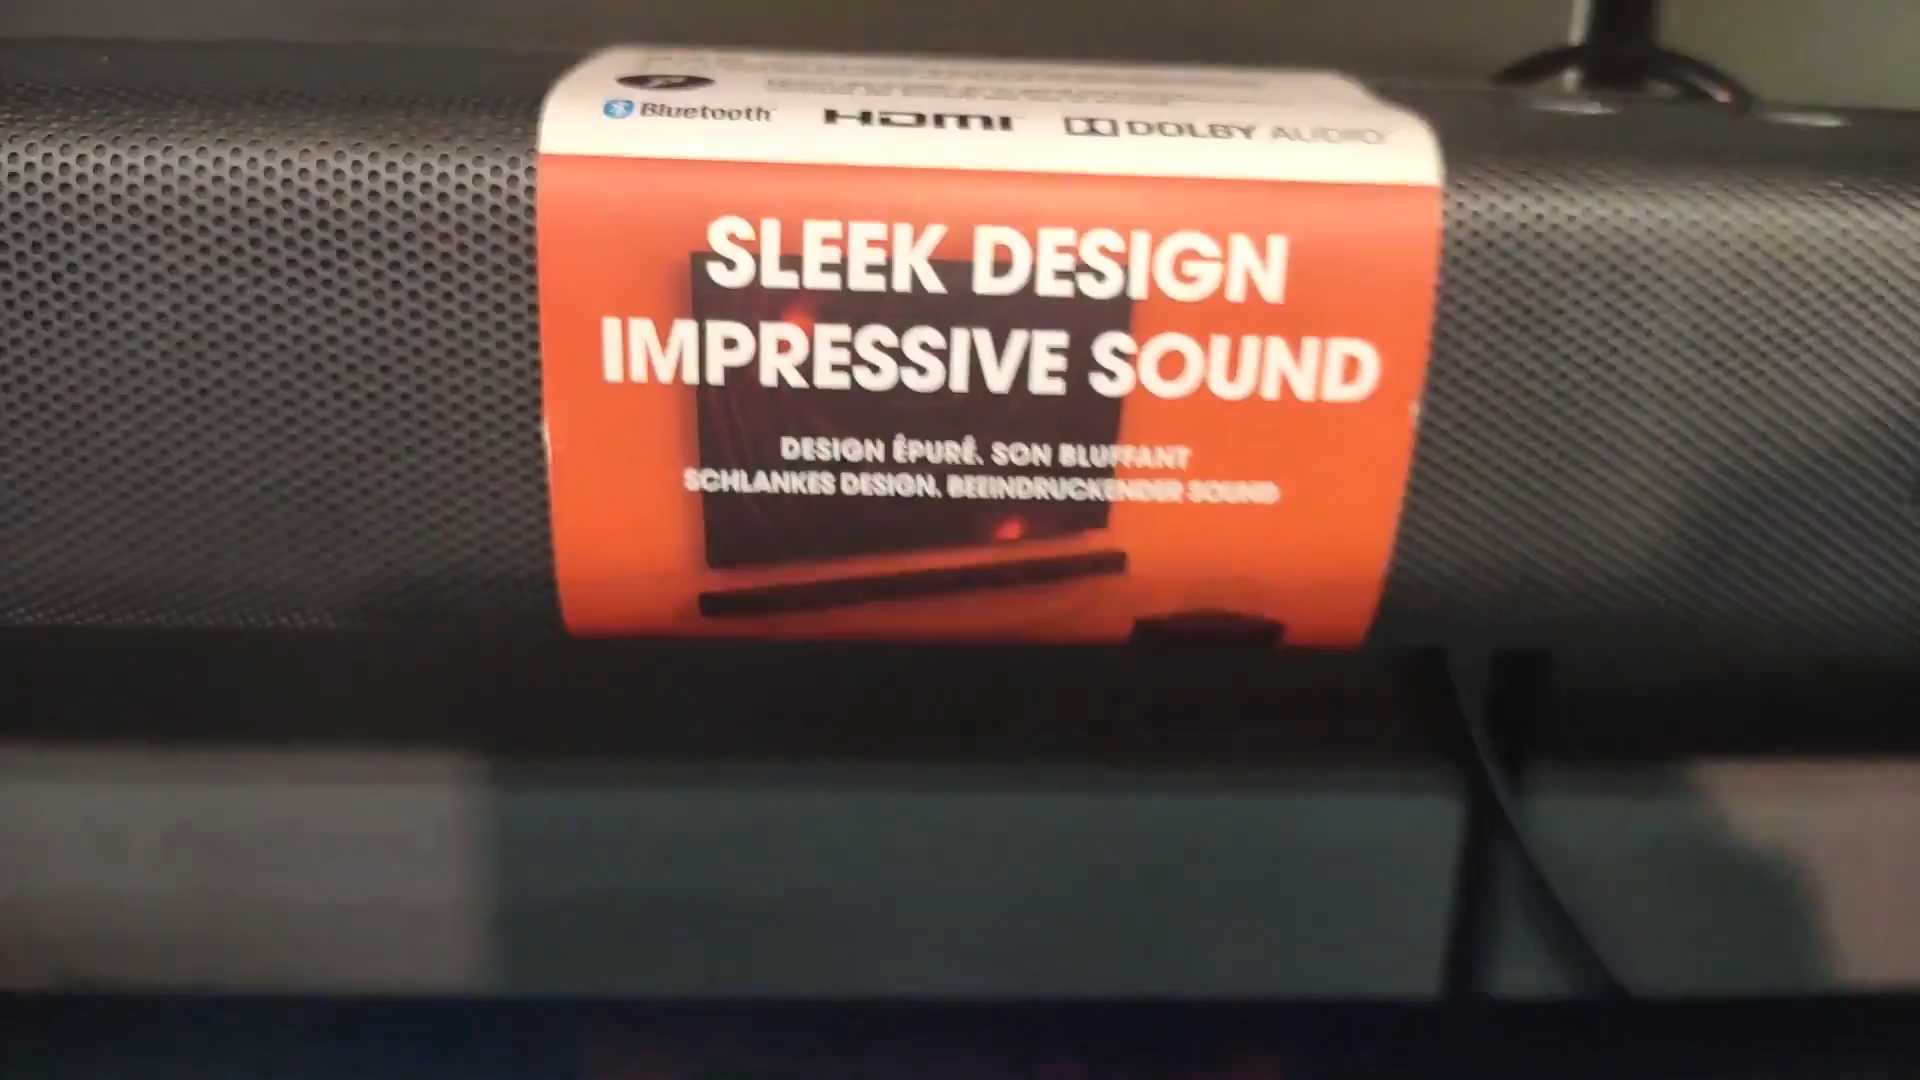 Bluetooth HDMI DOLBY AUDIO
SLEEK DESIGN
IMPRESSIVE SOUND
DESIGN ÉPURÉ. SON BLUFFANT
SCHLANKES DESIGN. BEEINDRUCKENDER SOUND